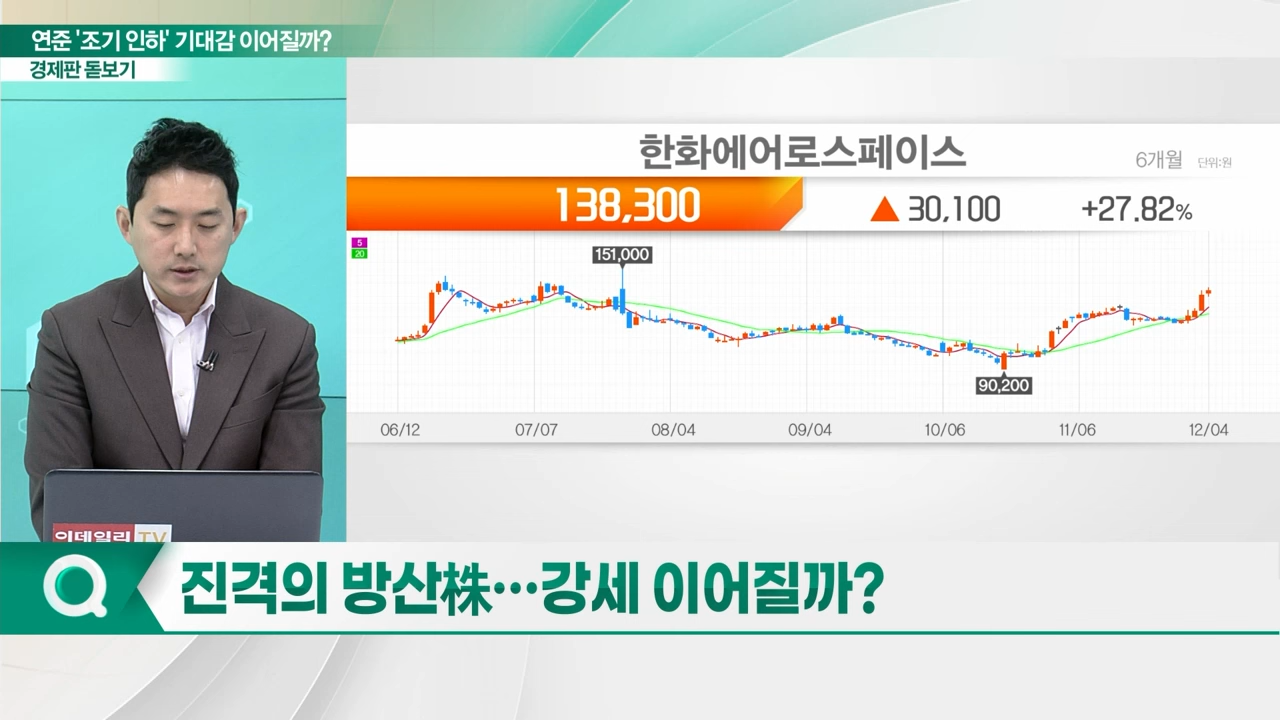 연준 '조기 인하' 기대감 이어질까?
경제판 돋보기
한화에어로스페이스
6개월 단위:원
138,300 ▲ 30,100 +27.82%
5
20
151,000
90,200
06/12 07/07 08/04 09/04 10/06 11/06 12/04
이데일리 TV
진격의 방산株…강세 이어질까?